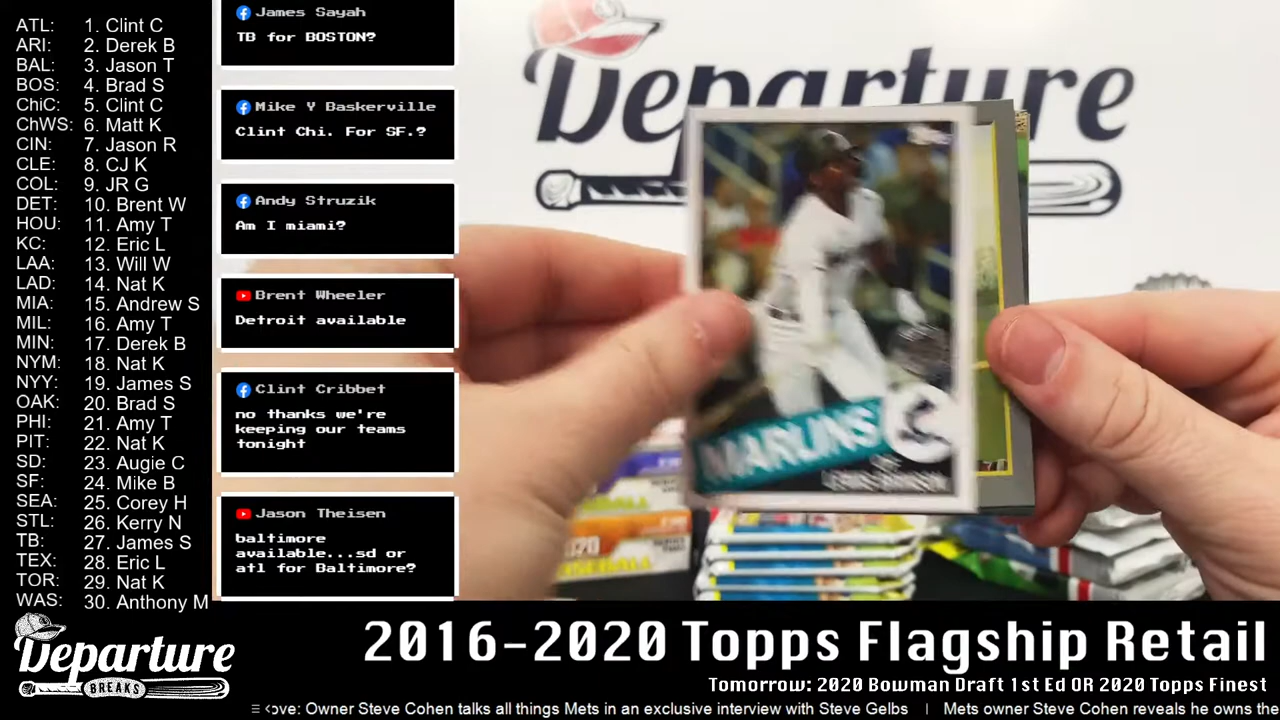 ATL: 1. Clint C
ARI: 2. Derek B
BAL: 3. Jason T
BOS: 4. Brad S
ChiC: 5. Clint C
ChWS: 6. Matt K
CIN: 7. Jason R
CLE: 8. CJ K
COL: 9. JR G
DET: 10. Brent W
HOU: 11. Amy T
KC: 12. Eric L
LAA: 13. Will W
LAD: 14. Nat K
MIA: 15. Andrew S
MIL: 16. Amy T
MIN: 17. Derek B
NYM: 18. Nat K
NYY: 19. James S
OAK: 20. Brad S
PHI: 21. Amy T
PIT: 22. Nat K
SD: 23. Augie C
SF: 24. Mike B
SEA: 25. Corey H
STL: 26. Kerry N
TB: 27. James S
TEX: 28. Eric L
TOR: 29. Nat K
WAS: 30. Anthony M
James Sayah
TB for BOSTON?
Mike Y Baskerville
Clint Chi. For SF.?
Andy Struzik
Am I miami?
Brent Wheeler
Detroit available
Clint Cribbet
no thanks we're
keeping our teams
tonight
Jason Theisen
baltimore
available...sd or
atl for Baltimore?
Departure
MARLINS
2020
BASEBALL
Departure
BREAKS
2016-2020 Topps Flagship Retail
Tomorrow: 2020 Bowman Draft 1st Ed OR 2020 Topps Finest
ove: Owner Steve Cohen talks all things Mets in an exclusive interview with Steve Gelbs | Mets owner Steve Cohen reveals he owns the